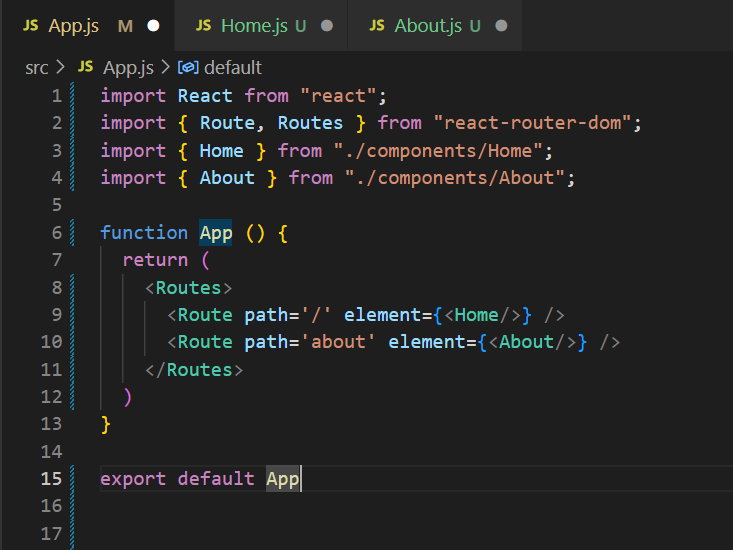 JS App.js M JS Home.js U JS About.js U
src > JS App.js > default
1 import React from "react";
2 import { Route, Routes } from "react-router-dom";
3 import { Home } from "./components/Home";
4 import { About } from "./components/About";
5
6 function App () {
7   return (
8     <Routes>
9       <Route path='/' element={<Home/>} />
10       <Route path='about' element={<About/>} />
11     </Routes>
12   )
13 }
14
15 export default App
16
17